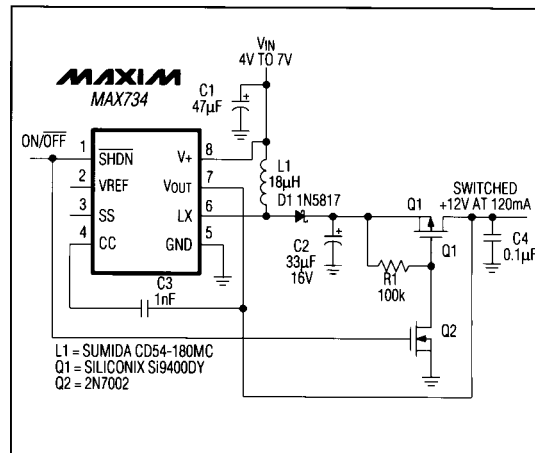 VIN
4V TO 7V
MAXIM
MAX734
C1
47µF
ON/OFF
1
SHDN
V+
8
2
VREF
VOUT
7
3
SS
LX
6
4
CC
GND
5
L1
18µH
D1 1N5817
C2
33µF
16V
Q1
SWITCHED
+12V AT 120mA
Q1
C4
0.1µF
R1
100k
C3
1nF
Q2
L1 = SUMIDA CD54-180MC
Q1 = SILICONIX Si9400DY
Q2 = 2N7002